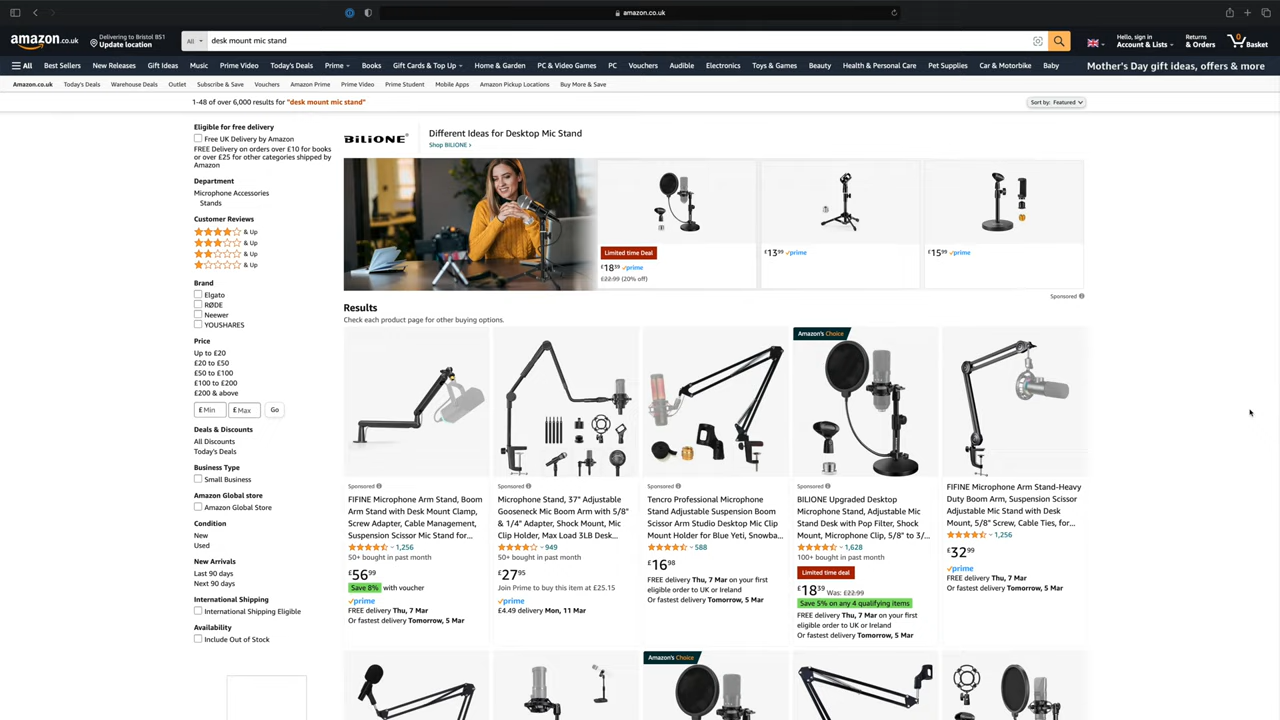 amazon.co.uk
amazon.co.uk
Delivering to Bristol BS1
Update location
All
desk mount mic stand
Hello, sign in
Account & Lists
Returns
& Orders
0
Basket
All
Best Sellers
New Releases
Gift Ideas
Music
Prime Video
Today's Deals
Prime
Books
Gift Cards & Top Up
Home & Garden
PC & Video Games
PC
Vouchers
Audible
Electronics
Toys & Games
Beauty
Health & Personal Care
Pet Supplies
Car & Motorbike
Baby
Mother's Day gift ideas, offers & more
Amazon.co.uk
Today's Deals
Warehouse Deals
Outlet
Subscribe & Save
Vouchers
Amazon Prime
Prime Video
Prime Student
Mobile Apps
Amazon Pickup Locations
Buy More & Save
1-48 of over 6,000 results for "desk mount mic stand"
Sort by: Featured
Eligible for free delivery
Free UK Delivery by Amazon
FREE Delivery on orders over £10 for books
or over £25 for other categories shipped by
Amazon
Department
Microphone Accessories
Stands
Customer Reviews
& Up
& Up
& Up
& Up
Brand
Elgato
RØDE
Neewer
YOUSHARES
Price
Up to £20
£20 to £50
£50 to £100
£100 to £200
£200 & above
£ Min
£ Max
Go
Deals & Discounts
All Discounts
Today's Deals
Business Type
Small Business
Amazon Global store
Amazon Global Store
Condition
New
Used
New Arrivals
Last 90 days
Next 90 days
International Shipping
International Shipping Eligible
Availability
Include Out of Stock
BILIONE
Different Ideas for Desktop Mic Stand
Shop BILIONE ›
Limited time Deal
£18³⁹ prime
£22.99 (20% off)
£13⁹⁹ prime
£15⁹⁹ prime
Sponsored
Results
Check each product page for other buying options.
Sponsored
FIFINE Microphone Arm Stand, Boom
Arm Stand with Desk Mount Clamp,
Screw Adapter, Cable Management,
Suspension Scissor Mic Stand for...
1,256
50+ bought in past month
£56⁹⁹
Save 8% with voucher
prime
FREE delivery Thu, 7 Mar
Or fastest delivery Tomorrow, 5 Mar
Sponsored
Microphone Stand, 37" Adjustable
Gooseneck Mic Boom Arm with 5/8"
& 1/4" Adapter, Shock Mount, Mic
Clip Holder, Max Load 3LB Desk...
949
50+ bought in past month
£27⁹⁵
Join Prime to buy this item at £25.15
prime
£4.49 delivery Mon, 11 Mar
Sponsored
Tencro Professional Microphone
Stand Adjustable Suspension Boom
Scissor Arm Studio Desktop Mic Clip
Mount Holder for Blue Yeti, Snowba...
588
£16⁹⁸
FREE delivery Thu, 7 Mar on your first
eligible order to UK or Ireland
Or fastest delivery Tomorrow, 5 Mar
Amazon's Choice
Sponsored
BILIONE Upgraded Desktop
Microphone Stand, Adjustable Mic
Stand Desk with Pop Filter, Shock
Mount, Microphone Clip, 5/8" to 3/...
1,628
100+ bought in past month
Limited time deal
£18³⁹ Was: £22.99
Save 5% on any 4 qualifying items
FREE delivery Thu, 7 Mar on your first
eligible order to UK or Ireland
Or fastest delivery Tomorrow, 5 Mar
FIFINE Microphone Arm Stand-Heavy
Duty Boom Arm, Suspension Scissor
Adjustable Mic Stand with Desk
Mount, 5/8" Screw, Cable Ties, for...
1,256
£32⁹⁹
prime
FREE delivery Thu, 7 Mar
Or fastest delivery Tomorrow, 5 Mar
Amazon's Choice